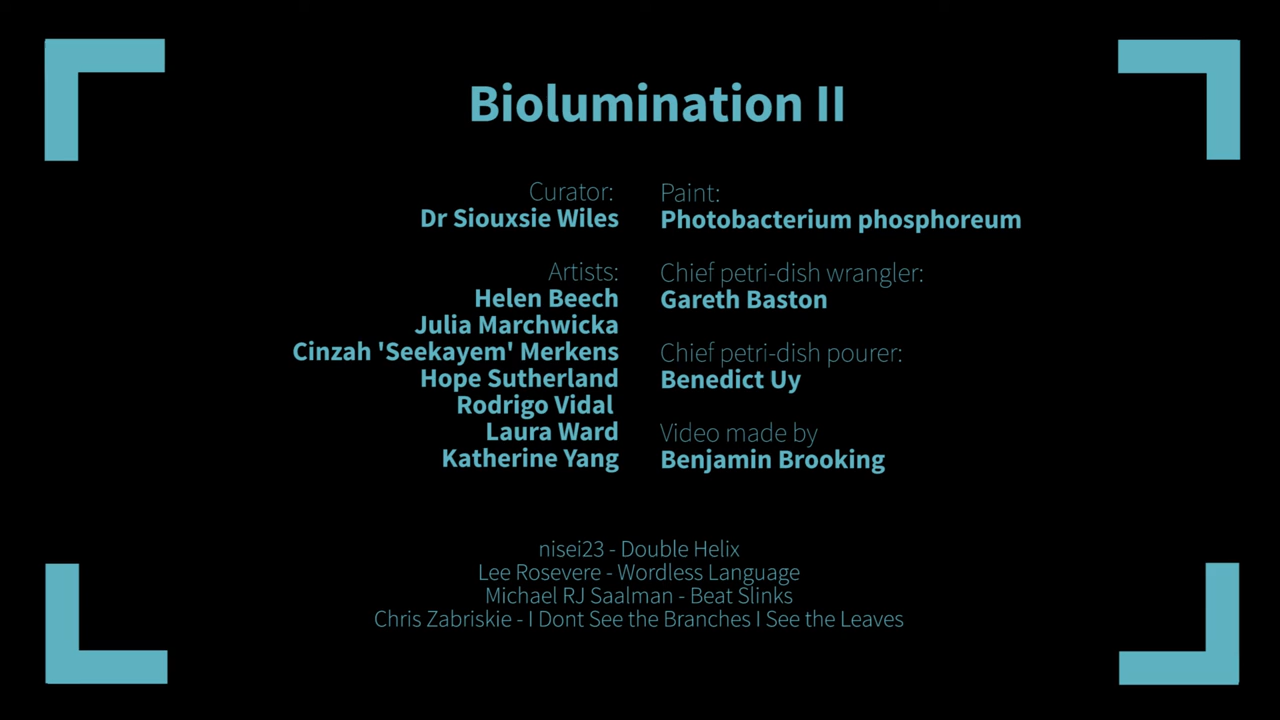 Biolumination II
Curator:
Dr Siouxsie Wiles
Artists:
Helen Beech
Julia Marchwicka
Cinzah 'Seekayem' Merkens
Hope Sutherland
Rodrigo Vidal
Laura Ward
Katherine Yang
Paint:
Photobacterium phosphoreum
Chief petri-dish wrangler:
Gareth Baston
Chief petri-dish pourer:
Benedict Uy
Video made by
Benjamin Brooking
nisei23 - Double Helix
Lee Rosevere - Wordless Language
Michael RJ Saalman - Beat Slinks
Chris Zabriskie - I Dont See the Branches I See the Leaves